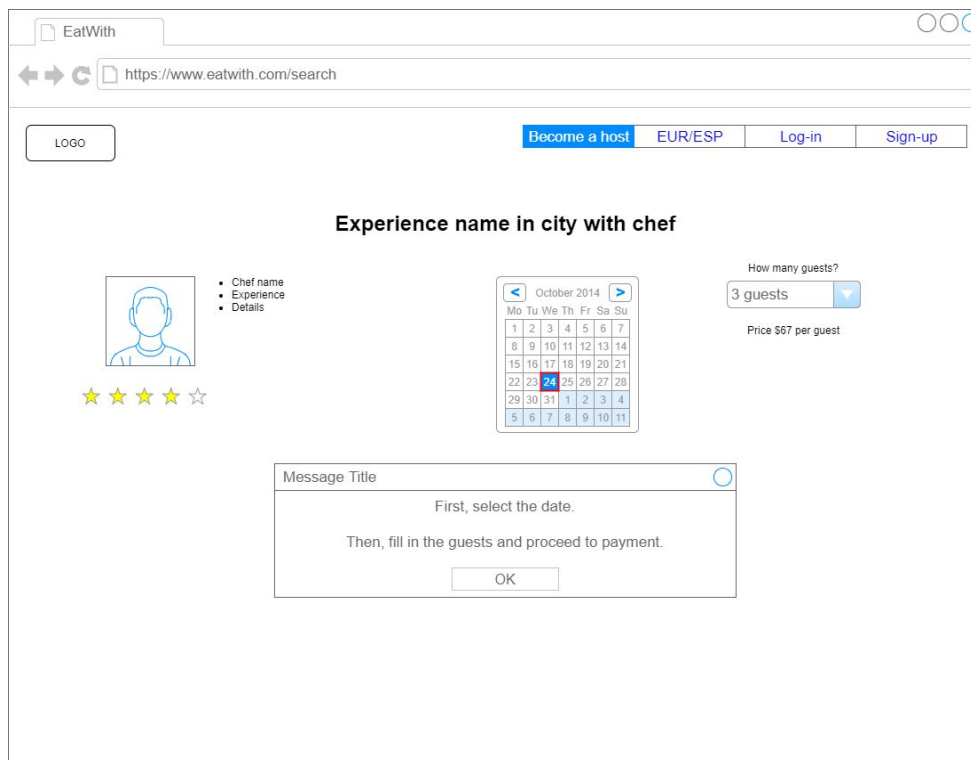 EatWith
https://www.eatwith.com/search
LOGO
Become a host EUR/ESP Log-in Sign-up
Experience name in city with chef
Chef name
Experience
Details
< October 2014 >
Mo Tu We Th Fr Sa Su
1 2 3 4 5 6 7
8 9 10 11 12 13 14
15 16 17 18 19 20 21
22 23 24 25 26 27 28
29 30 31 1 2 3 4
5 6 7 8 9 10 11
How many guests?
3 guests
Price $67 per guest
Message Title
First, select the date.
Then, fill in the guests and proceed to payment.
OK